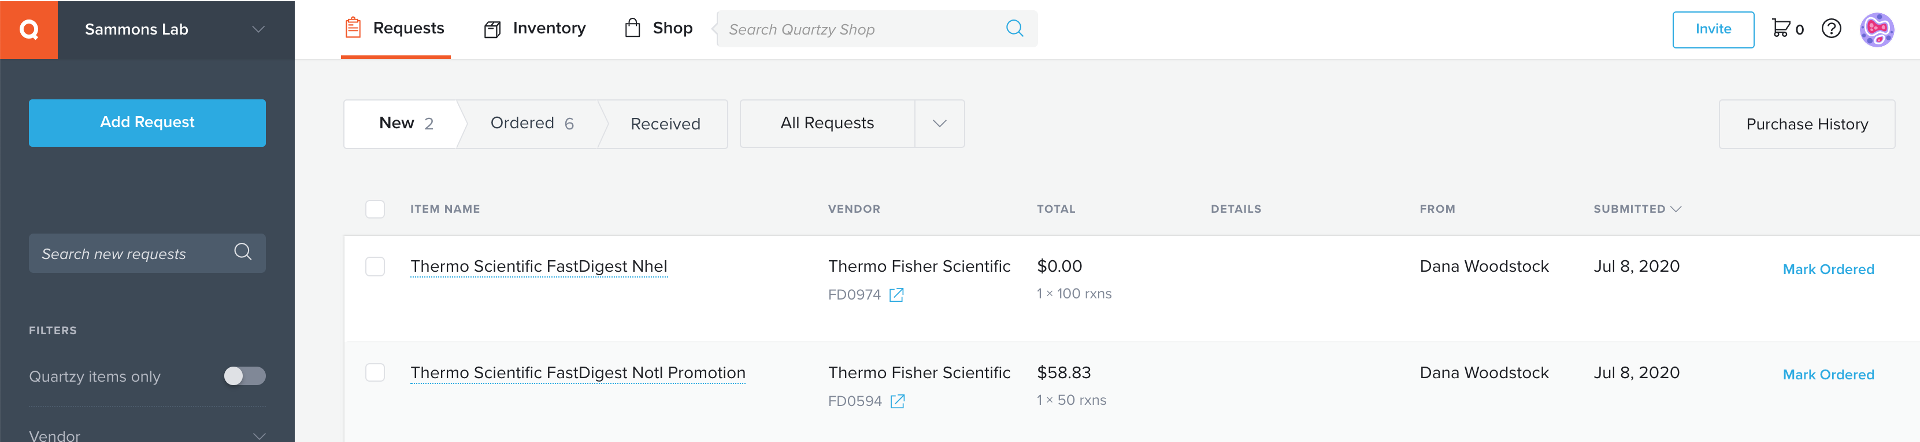 Q Sammons Lab
Requests Inventory Shop Search Quartzy Shop Invite 0 ?
Add Request
New 2 Ordered 6 Received All Requests Purchase History
ITEM NAME VENDOR TOTAL DETAILS FROM SUBMITTED
Search new requests
Thermo Scientific FastDigest NheI Thermo Fisher Scientific $0.00 Dana Woodstock Jul 8, 2020 Mark Ordered
FD0974 1 × 100 rxns
FILTERS
Quartzy items only
Thermo Scientific FastDigest NotI Promotion Thermo Fisher Scientific $58.83 Dana Woodstock Jul 8, 2020 Mark Ordered
FD0594 1 × 50 rxns
Vendor